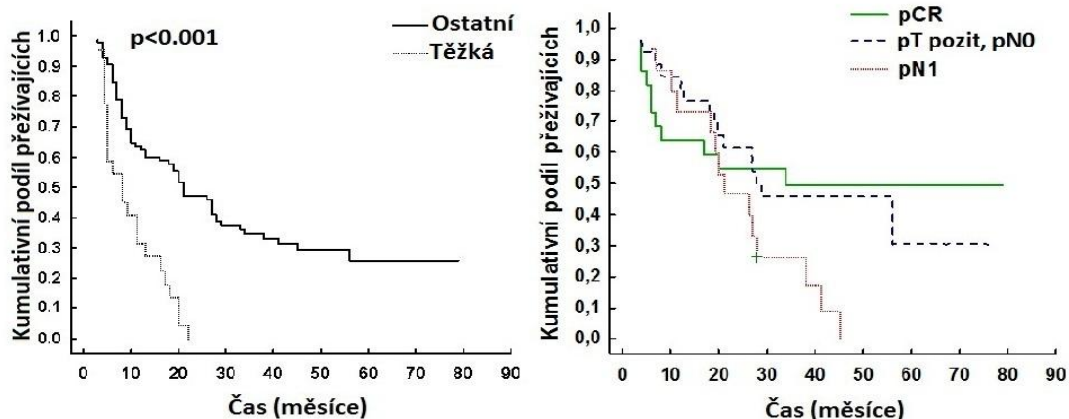 Ostatní
Těžká
p<0.001
Kumulativní podíl přežívajících
1.0
0.9
0.8
0.7
0.6
0.5
0.4
0.3
0.2
0.1
0.0
0 10 20 30 40 50 60 70 80 90
Čas (měsíce)
pCR
pT pozit, pN0
pN1
Kumulativní podíl přežívajících
1,0
0,9
0,8
0,7
0,6
0,5
0,4
0,3
0,2
0,1
0,0
0 10 20 30 40 50 60 70 80 90
Čas (měsíce)